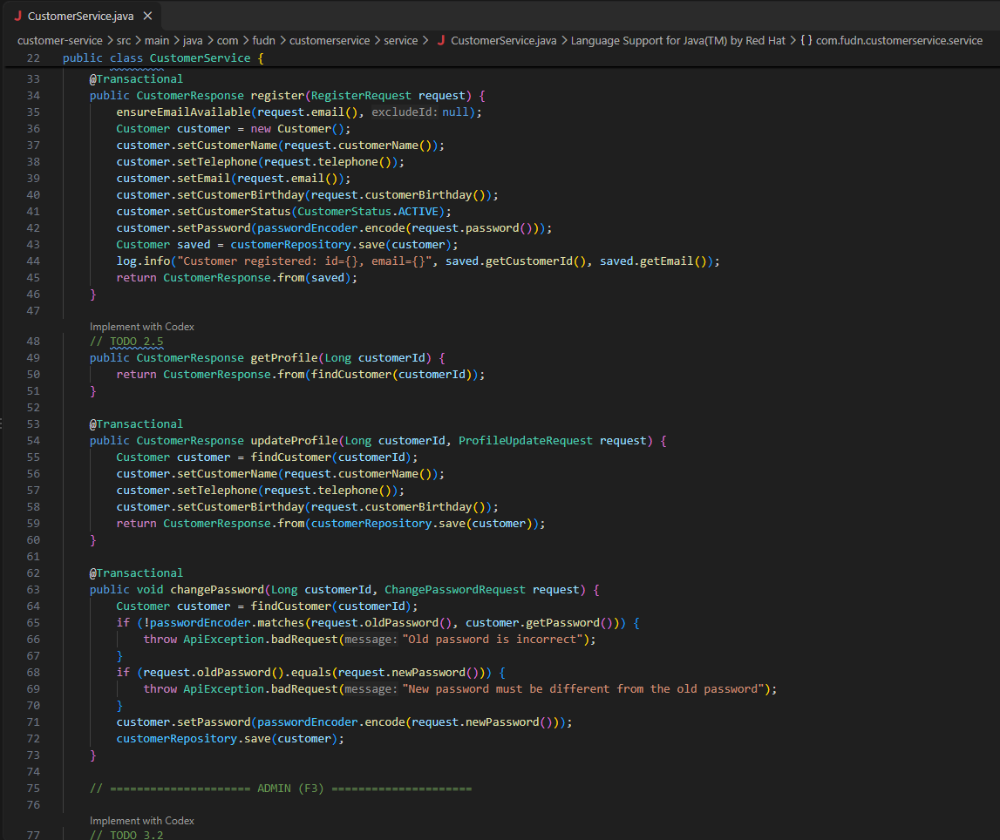 J CustomerService.java ×
customer-service > src > main > java > com > fudn > customerservice > service > J CustomerService.java > Language Support for Java(TM) by Red Hat > {} com.fudn.customerservice.service
22 public class CustomerService {
33 @Transactional
34 public CustomerResponse register(RegisterRequest request) {
35 ensureEmailAvailable(request.email(), excludeId: null);
36 Customer customer = new Customer();
37 customer.setCustomerName(request.customerName());
38 customer.setTelephone(request.telephone());
39 customer.setEmail(request.email());
40 customer.setCustomerBirthday(request.customerBirthday());
41 customer.setCustomerStatus(CustomerStatus.ACTIVE);
42 customer.setPassword(passwordEncoder.encode(request.password()));
43 Customer saved = customerRepository.save(customer);
44 log.info("Customer registered: id={}, email={}", saved.getCustomerId(), saved.getEmail());
45 return CustomerResponse.from(saved);
46 }
47
Implement with Codex
48 // TODO 2.5
49 public CustomerResponse getProfile(Long customerId) {
50 return CustomerResponse.from(findCustomer(customerId));
51 }
52
53 @Transactional
54 public CustomerResponse updateProfile(Long customerId, ProfileUpdateRequest request) {
55 Customer customer = findCustomer(customerId);
56 customer.setCustomerName(request.customerName());
57 customer.setTelephone(request.telephone());
58 customer.setCustomerBirthday(request.customerBirthday());
59 return CustomerResponse.from(customerRepository.save(customer));
60 }
61
62 @Transactional
63 public void changePassword(Long customerId, ChangePasswordRequest request) {
64 Customer customer = findCustomer(customerId);
65 if (!passwordEncoder.matches(request.oldPassword(), customer.getPassword())) {
66 throw ApiException.badRequest(message: "Old password is incorrect");
67 }
68 if (request.oldPassword().equals(request.newPassword())) {
69 throw ApiException.badRequest(message: "New password must be different from the old password");
70 }
71 customer.setPassword(passwordEncoder.encode(request.newPassword()));
72 customerRepository.save(customer);
73 }
74
75 // ===================== ADMIN (F3) =====================
76
Implement with Codex
77 // TODO 3.2